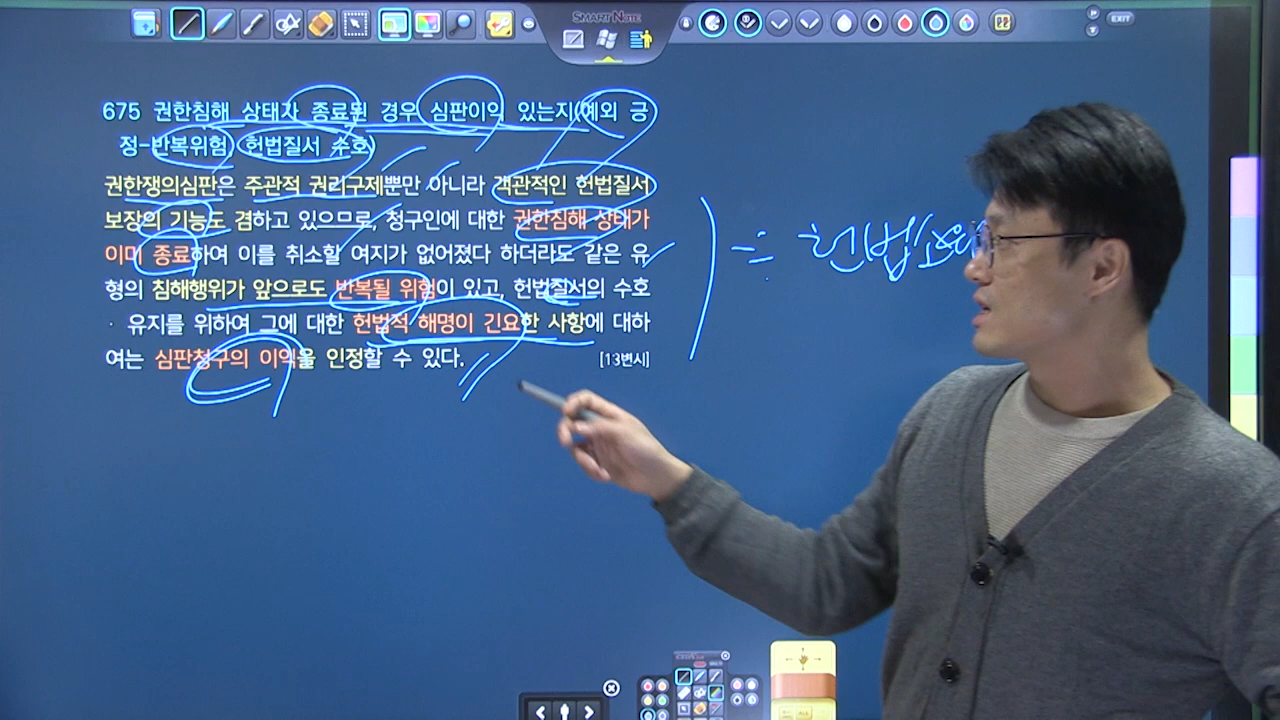 SMART NOTE
EXIT
675 권한침해 상태가 종료된 경우 심판이익 있는지(예외 긍
정-반복위험, 헌법질서 수호)
권한쟁의심판은 주관적 권리구제뿐만 아니라 객관적인 헌법질서
보장의 기능도 겸하고 있으므로, 청구인에 대한 권한침해 상태가
이미 종료하여 이를 취소할 여지가 없어졌다 하더라도 같은 유
형의 침해행위가 앞으로도 반복될 위험이 있고, 헌법질서의 수호
· 유지를 위하여 그에 대한 헌법적 해명이 긴요한 사항에 대하
여는 심판청구의 이익을 인정할 수 있다. [13변시]
헌법소원